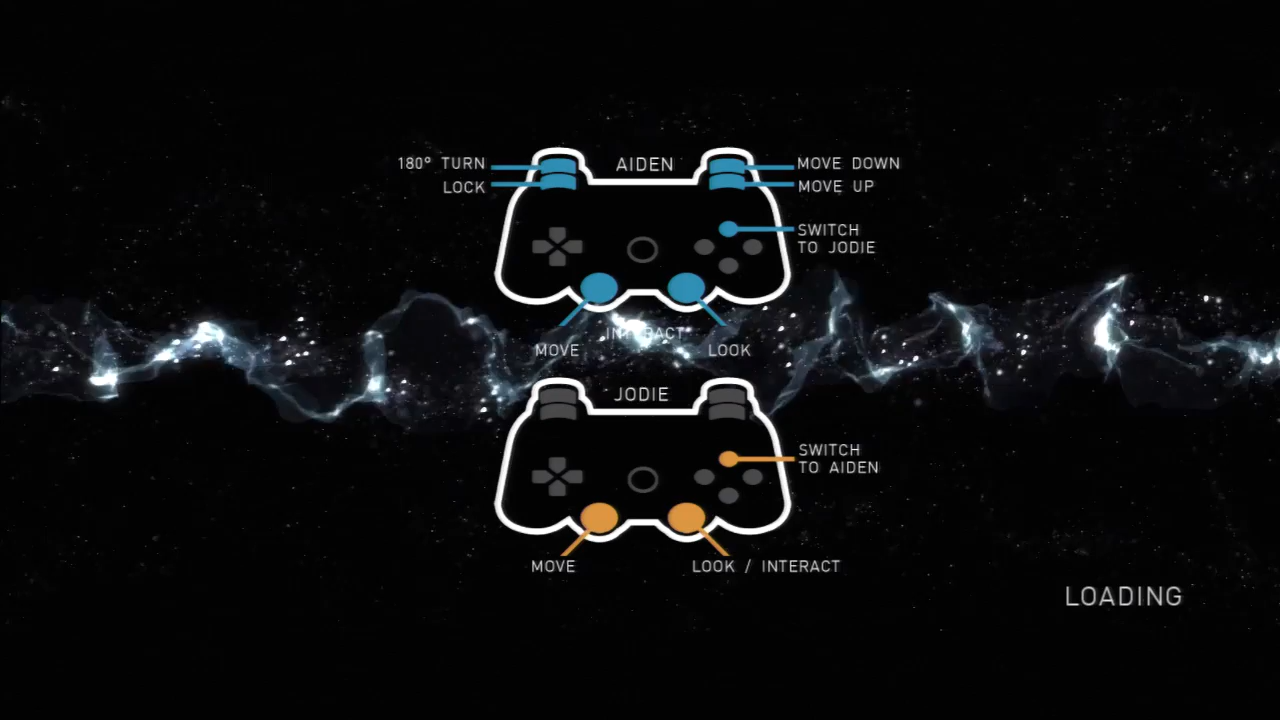 AIDEN
180° TURN
LOCK
MOVE DOWN
MOVE UP
SWITCH
TO JODIE
INTERACT
MOVE
LOOK
JODIE
SWITCH
TO AIDEN
MOVE
LOOK / INTERACT
LOADING